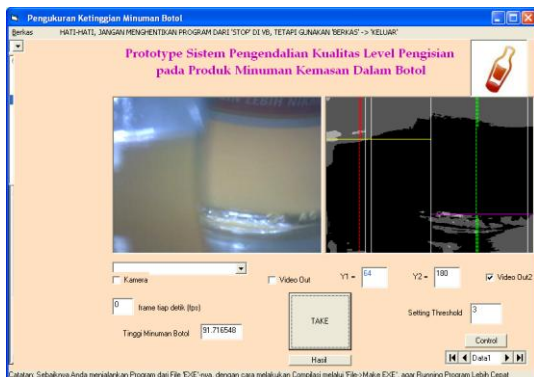 Pengukuran Ketinggian Minuman Botol
Berkas HATI-HATI, JANGAN MENGHENTIKAN PROGRAM DARI 'STOP' DI VB, TETAPI GUNAKAN 'BERKAS' -> 'KELUAR'
Prototype Sistem Pengendalian Kualitas Level Pengisian
pada Produk Minuman Kemasan Dalam Botol
LEBIH NIKM
Kamera
Video Out
Y1 = 64
Y2 = 180
Video Out2
0 frame tiap detik (fps)
TAKE
Setting Threshold 3
Tinggi Minuman Botol 91.716548
Control
Hasil
Data1
Catatan: Sebaiknya Anda menjalankan Program dari File 'EXE'-nya, dengan cara melakukan Compilasi melalui 'File->Make EXE', agar Running Program Lebih Cepat